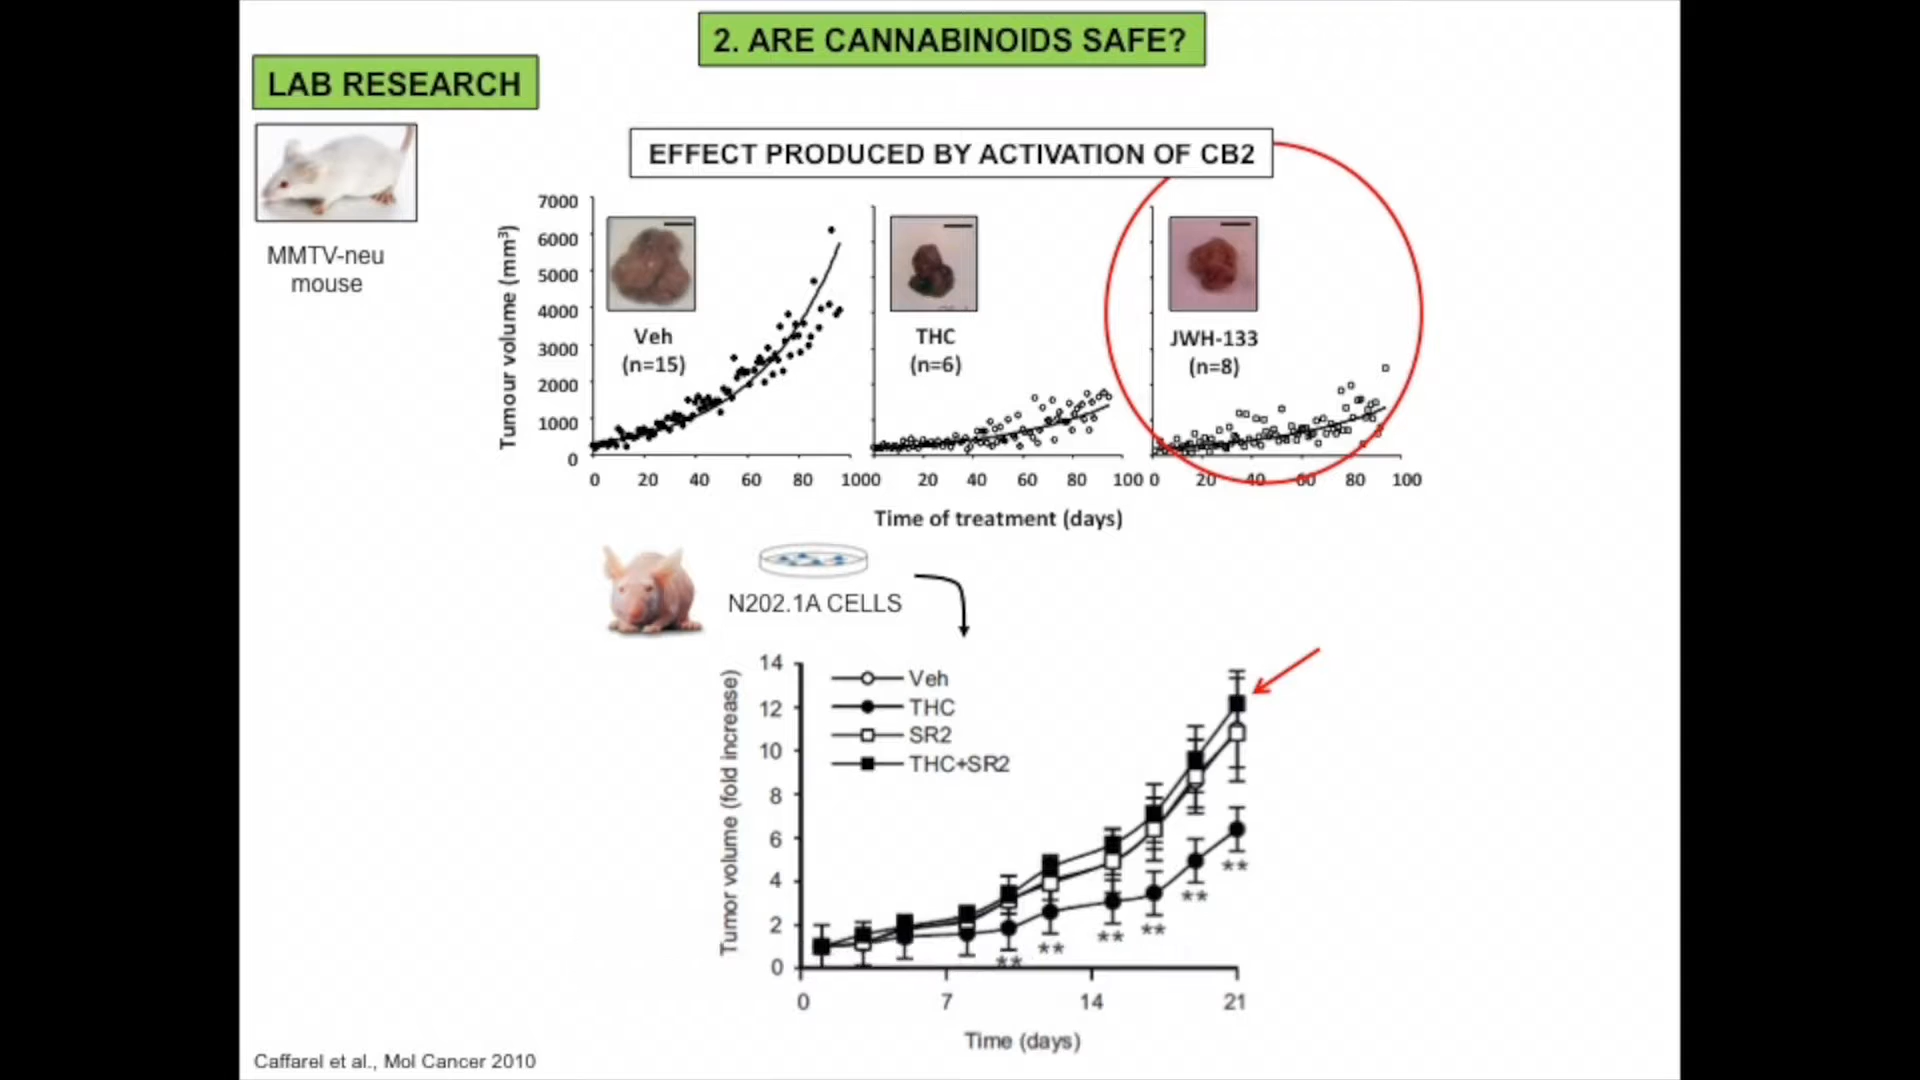 2. ARE CANNABINOIDS SAFE?
LAB RESEARCH
MMTV-neu
mouse
EFFECT PRODUCED BY ACTIVATION OF CB2
Tumour volume (mm³)
7000
6000
5000
4000
3000
2000
1000
0
Veh
(n=15)
THC
(n=6)
JWH-133
(n=8)
0 20 40 60 80 100 0 20 40 60 80 100 0 20 40 60 80 100
Time of treatment (days)
N202.1A CELLS
Tumor volume (fold increase)
14
12
10
8
6
4
2
0
Veh
THC
SR2
THC+SR2
** ** ** ** ** **
0 7 14 21
Time (days)
Caffarel et al., Mol Cancer 2010